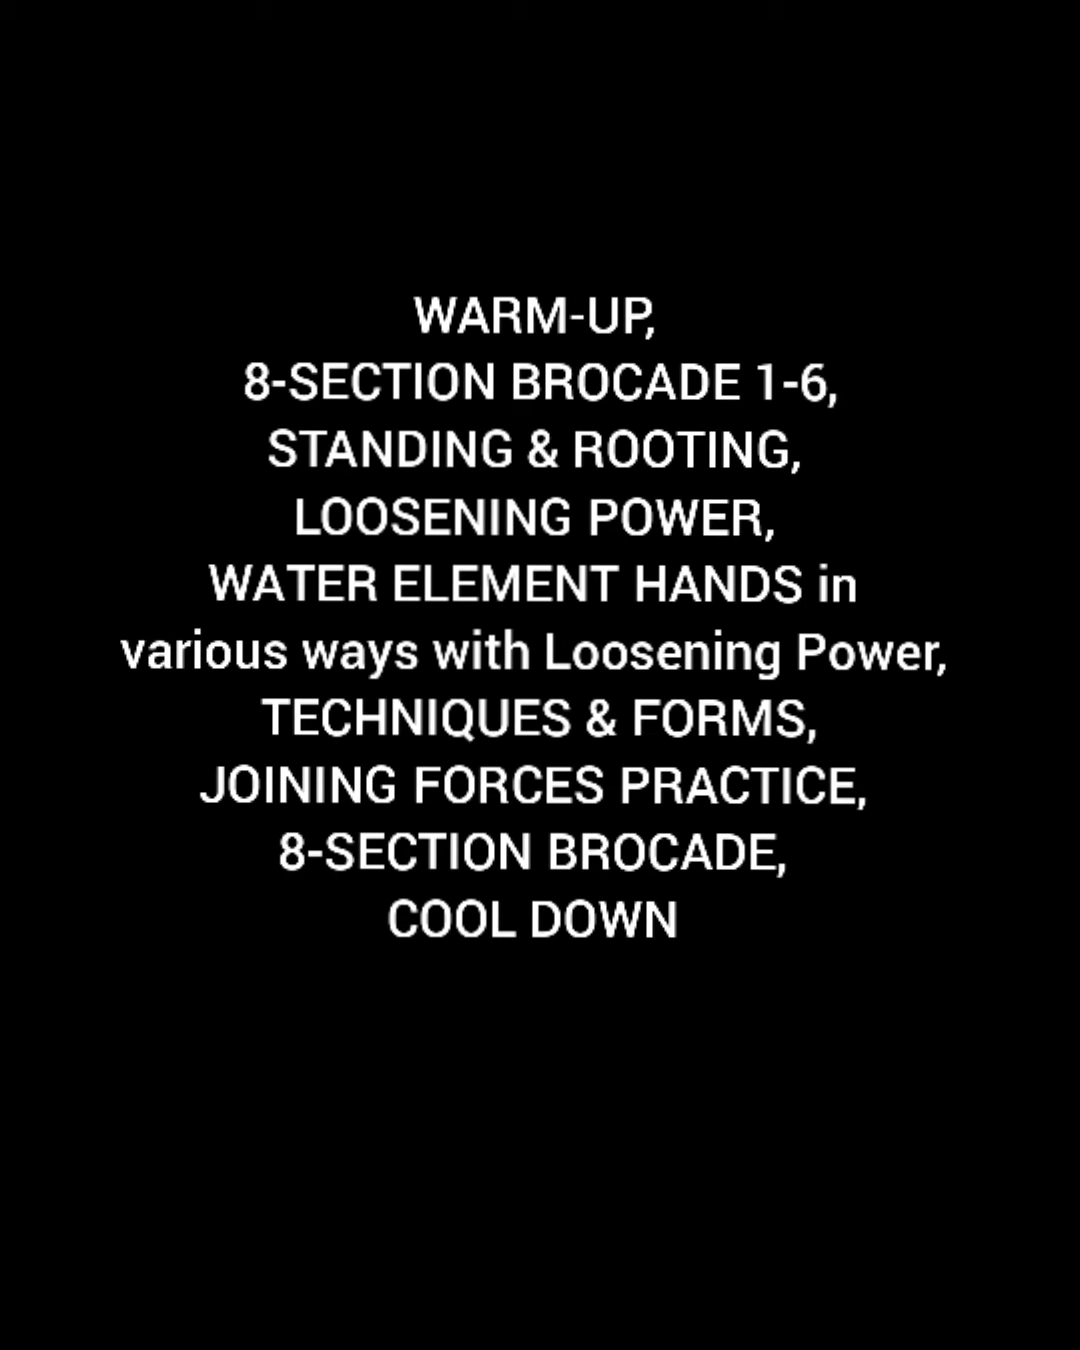 WARM-UP,
8-SECTION BROCADE 1-6,
STANDING & ROOTING,
LOOSENING POWER,
WATER ELEMENT HANDS in
various ways with Loosening Power,
TECHNIQUES & FORMS,
JOINING FORCES PRACTICE,
8-SECTION BROCADE,
COOL DOWN